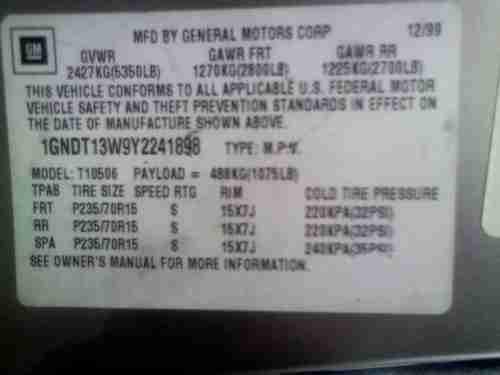 GM
MFD BY GENERAL MOTORS CORP 12/99
GVWR GAWR FRT GAWR RR
2427KG(5350LB) 1270KG(2800LB) 1225KG(2700LB)
THIS VEHICLE CONFORMS TO ALL APPLICABLE U.S. FEDERAL MOTOR
VEHICLE SAFETY AND THEFT PREVENTION STANDARDS IN EFFECT ON
THE DATE OF MANUFACTURE SHOWN ABOVE.
1GNDT13W9Y2241898 TYPE: M.P.V.
MODEL: T10506 PAYLOAD = 488KG(1075LB)
TPAB TIRE SIZE SPEED RTG RIM COLD TIRE PRESSURE
FRT P235/70R15 S 15X7J 220KPA(32PSI)
RR P235/70R15 S 15X7J 220KPA(32PSI)
SPA P235/70R15 S 15X7J 240KPA(35PSI)
SEE OWNER'S MANUAL FOR MORE INFORMATION.